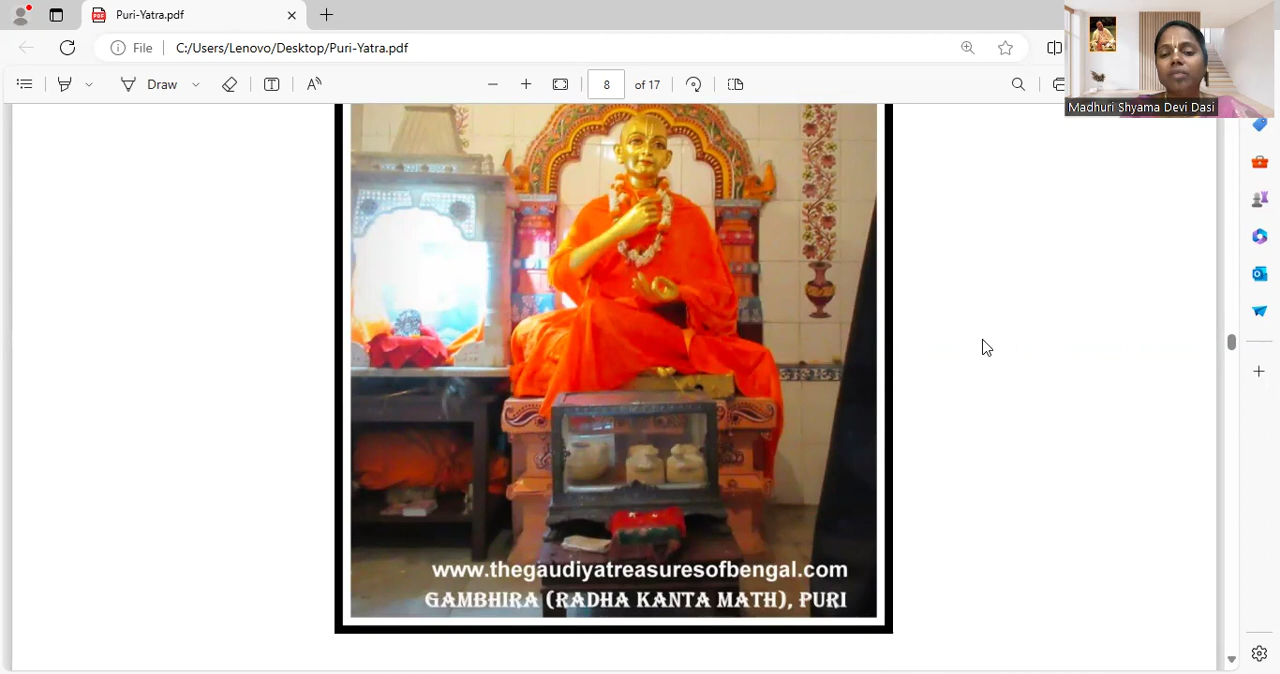 Puri-Yatra.pdf
File
C:/Users/Lenovo/Desktop/Puri-Yatra.pdf
Draw
8 of 17
Madhuri Shyama Devi Dasi
www.thegaudiyatreasuresofbengal.com
GAMBHIRA (RADHA KANTA MATH), PURI